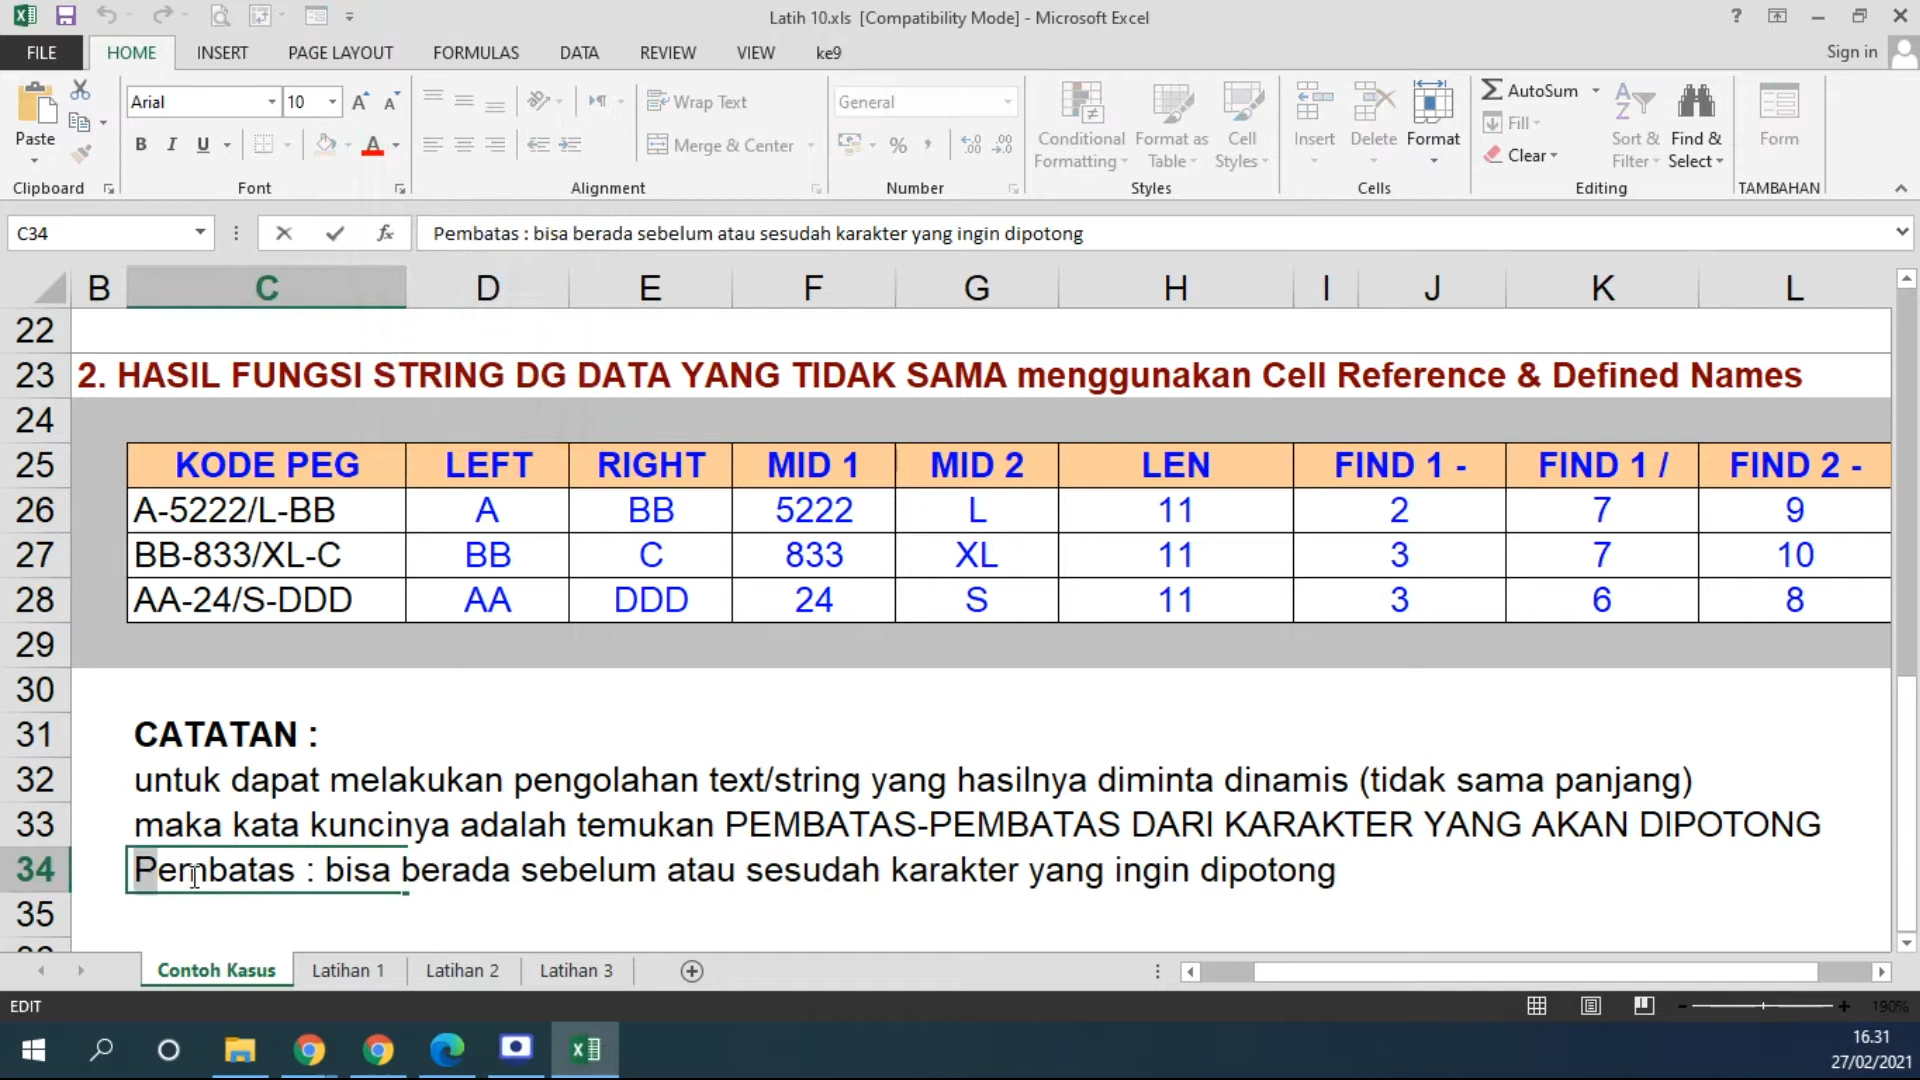 Latih 10.xls [Compatibility Mode] - Microsoft Excel
?
FILE HOME INSERT PAGE LAYOUT FORMULAS DATA REVIEW VIEW ke9 Sign in
Paste
Clipboard
Arial 10 A A
B I U A
Font
Wrap Text
Merge & Center
Alignment
General
% ,
Number
Conditional Formatting
Format as Table
Cell Styles
Styles
Insert Delete Format
Cells
AutoSum
Fill
Clear
Sort & Filter
Find & Select
Editing
Form
TAMBAHAN
C34 fx Pembatas : bisa berada sebelum atau sesudah karakter yang ingin dipotong
B C D E F G H I J K L
22
23 2. HASIL FUNGSI STRING DG DATA YANG TIDAK SAMA menggunakan Cell Reference & Defined Names
24
25 KODE PEG LEFT RIGHT MID 1 MID 2 LEN FIND 1 - FIND 1 / FIND 2 -
26 A-5222/L-BB A BB 5222 L 11 2 7 9
27 BB-833/XL-C BB C 833 XL 11 3 7 10
28 AA-24/S-DDD AA DDD 24 S 11 3 6 8
29
30
31 CATATAN :
32 untuk dapat melakukan pengolahan text/string yang hasilnya diminta dinamis (tidak sama panjang)
33 maka kata kuncinya adalah temukan PEMBATAS-PEMBATAS DARI KARAKTER YANG AKAN DIPOTONG
34 Pembatas : bisa berada sebelum atau sesudah karakter yang ingin dipotong
35
Contoh Kasus Latihan 1 Latihan 2 Latihan 3
EDIT 190%
16.31
27/02/2021